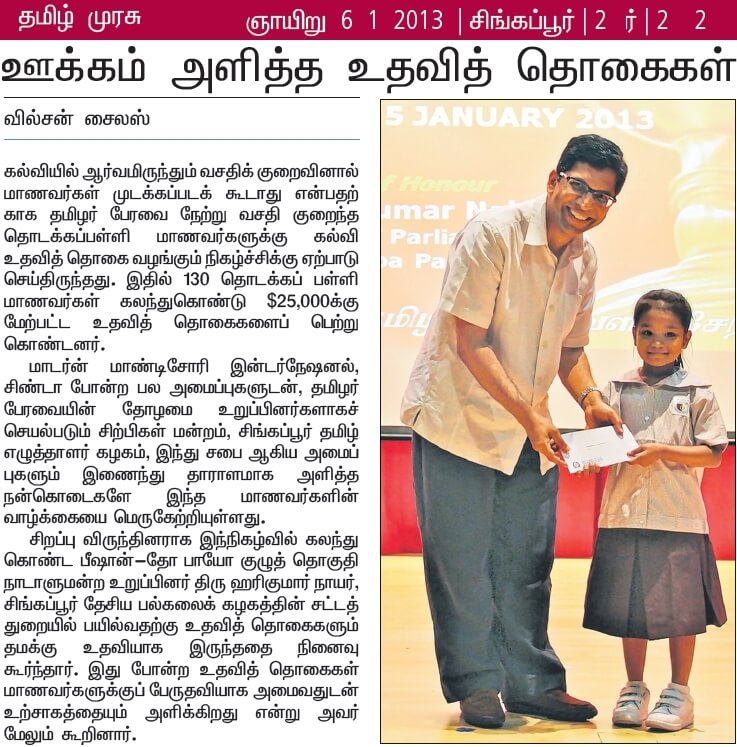 தமிழ் முரசு
ஞாயிறு 6 1 2013 | சிங்கப்பூர் | 2 ர் | 2 2
ஊக்கம் அளித்த உதவித் தொகைகள்
வில்சன் சைலஸ்
கல்வியில் ஆர்வமிருந்தும் வசதிக் குறைவினால்
மாணவர்கள் முடக்கப்படக் கூடாது என்பதற்
காக தமிழர் பேரவை நேற்று வசதி குறைந்த
தொடக்கப்பள்ளி மாணவர்களுக்கு கல்வி
உதவித் தொகை வழங்கும் நிகழ்ச்சிக்கு ஏற்பாடு
செய்திருந்தது. இதில் 130 தொடக்கப் பள்ளி
மாணவர்கள் கலந்துகொண்டு $25,000க்கு
மேற்பட்ட உதவித் தொகைகளைப் பெற்று
கொண்டனர்.
மாடர்ன் மாண்டிசோரி இன்டர்நேஷனல்,
சிண்டா போன்ற பல அமைப்புகளுடன், தமிழர்
பேரவையின் தோழமை உறுப்பினர்களாகச்
செயல்படும் சிற்பிகள் மன்றம், சிங்கப்பூர் தமிழ்
எழுத்தாளர் கழகம், இந்து சபை ஆகிய அமைப்
புகளும் இணைந்து தாராளமாக அளித்த
நன்கொடைகளே இந்த மாணவர்களின்
வாழ்க்கையை மெருகேற்றியுள்ளது.
சிறப்பு விருந்தினராக இந்நிகழ்வில் கலந்து
கொண்ட பீஷான்–தோ பாயோ குழுத் தொகுதி
நாடாளுமன்ற உறுப்பினர் திரு ஹரிகுமார் நாயர்,
சிங்கப்பூர் தேசிய பல்கலைக் கழகத்தின் சட்டத்
துறையில் பயில்வதற்கு உதவித் தொகைகளும்
தமக்கு உதவியாக இருந்ததை நினைவு
கூர்ந்தார். இது போன்ற உதவித் தொகைகள்
மாணவர்களுக்குப் பேருதவியாக அமைவதுடன்
உற்சாகத்தையும் அளிக்கிறது என்று அவர்
மேலும் கூறினார்.
5 JANUARY 2013
of Honour
umar Na
Parli
pa Pa